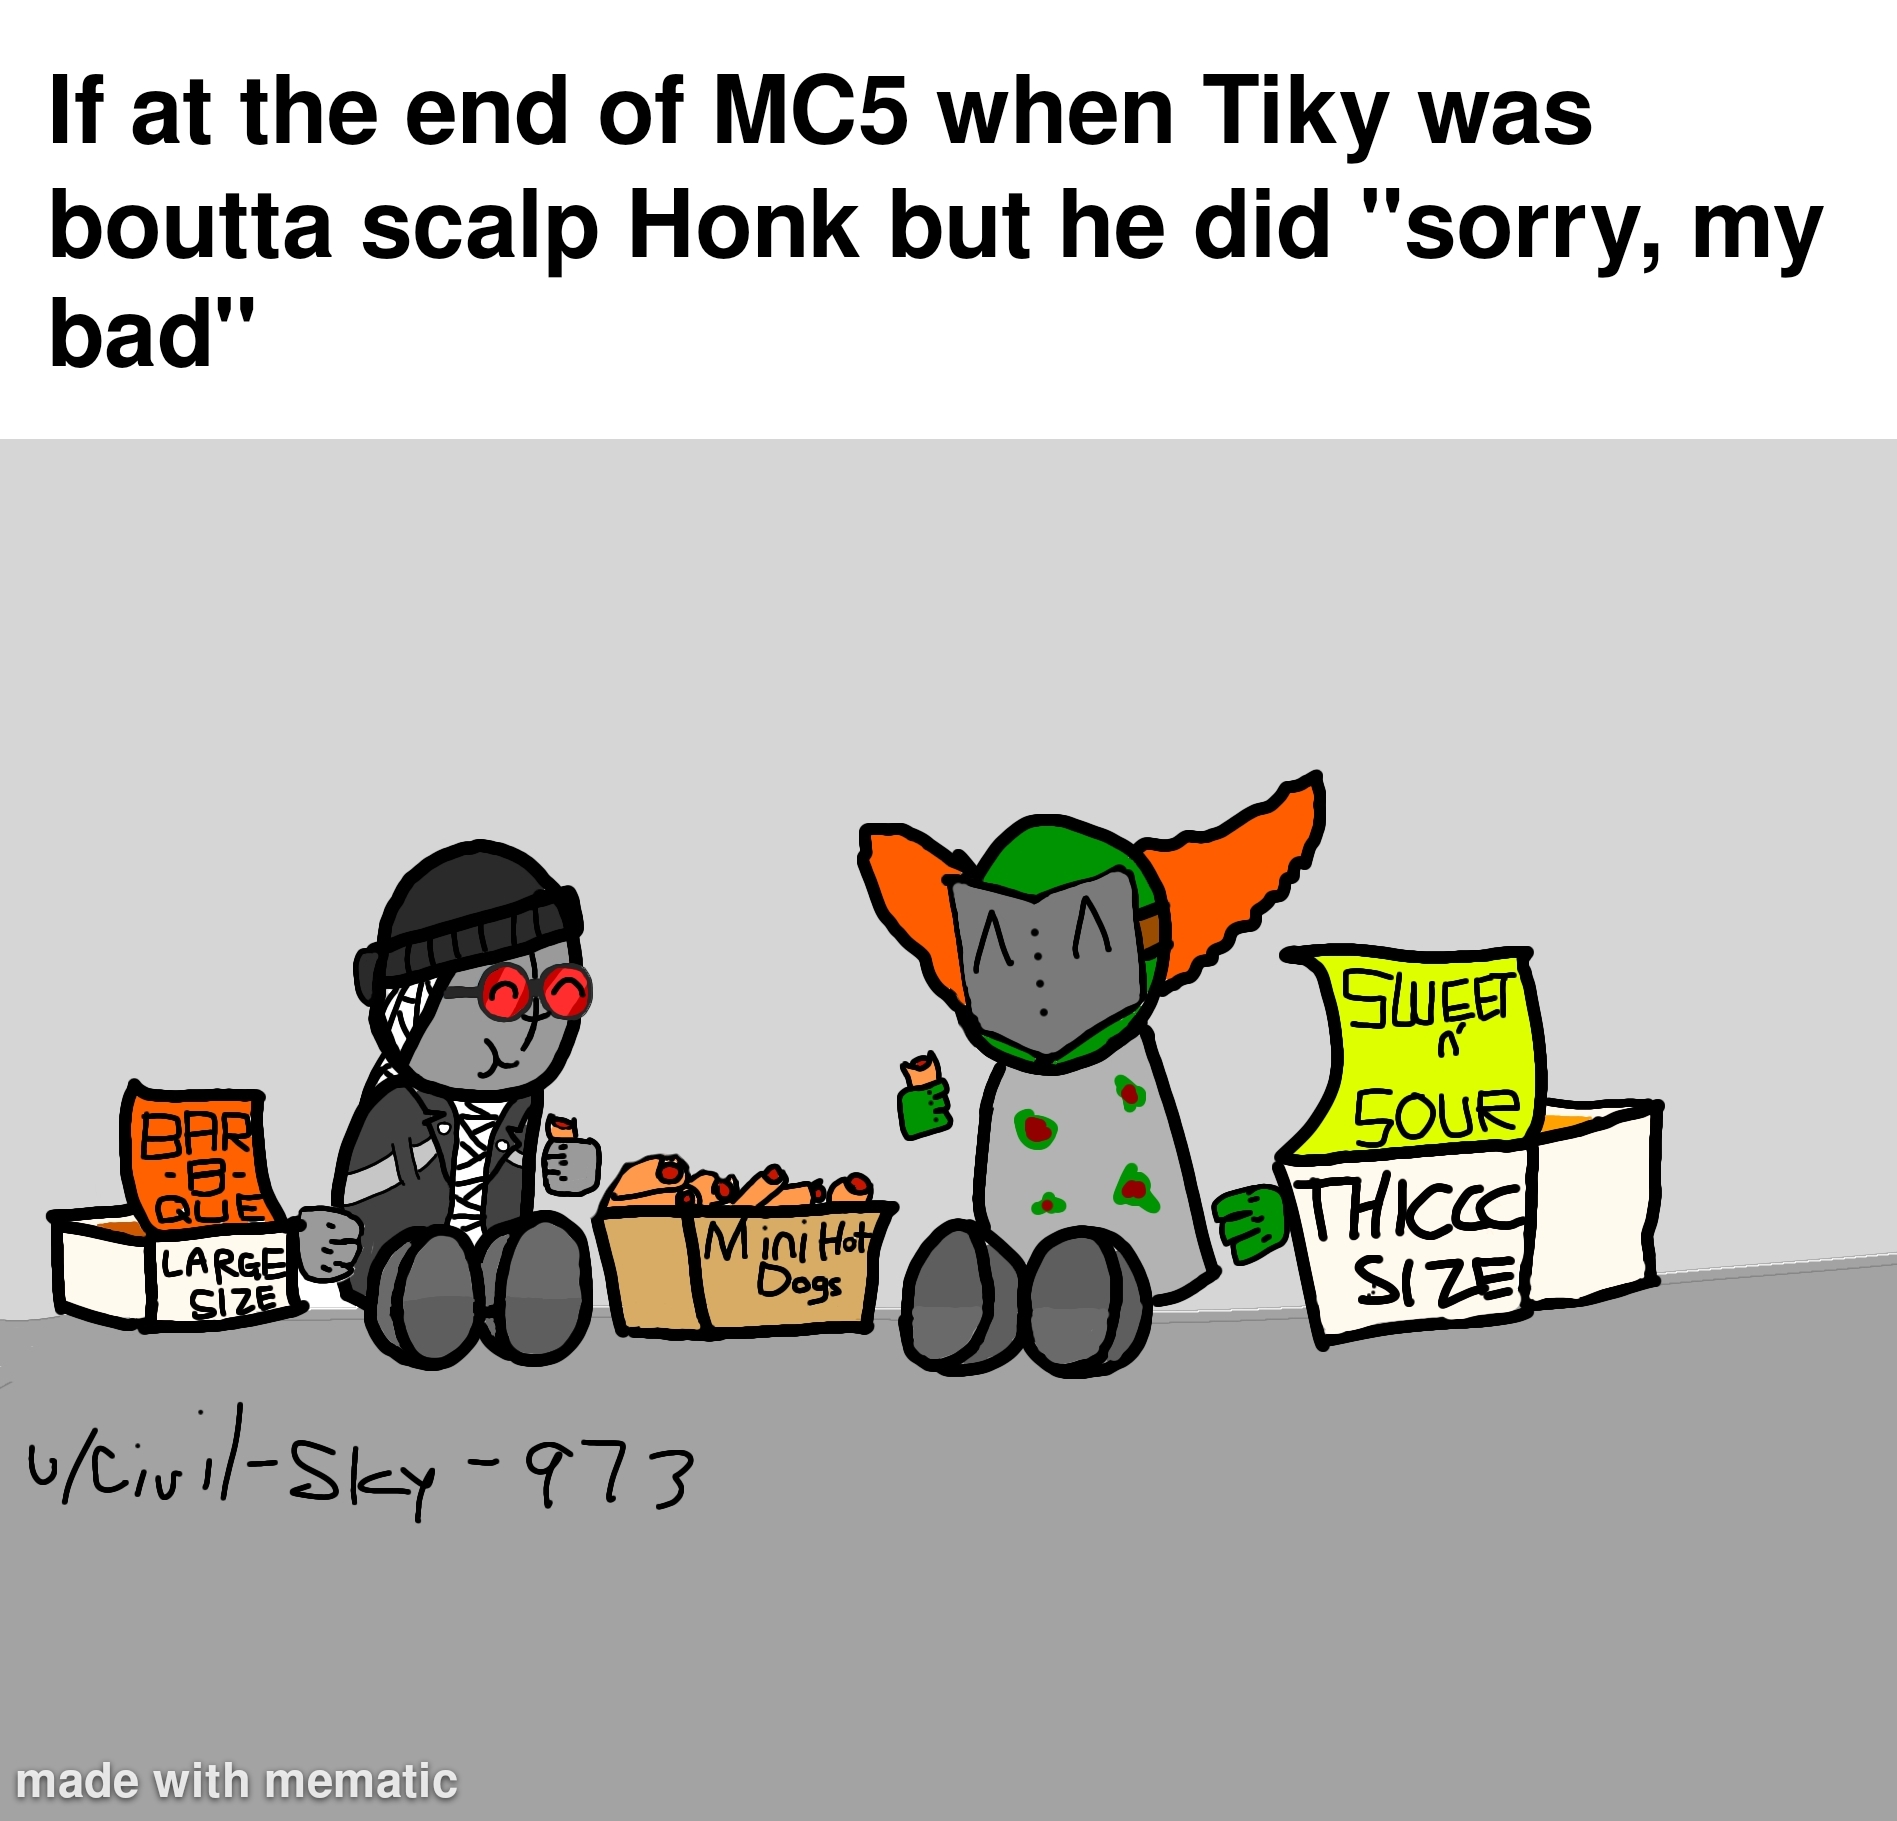 If at the end of MC5 when Tiky was
boutta scalp Honk but he did "sorry, my
bad"
BAR
-B-
QUE
LARGE
SIZE
Mini Hot
Dogs
SWEET
n'
SOUR
THICCC
SIZE
u/Civil-Sky-973
made with mematic